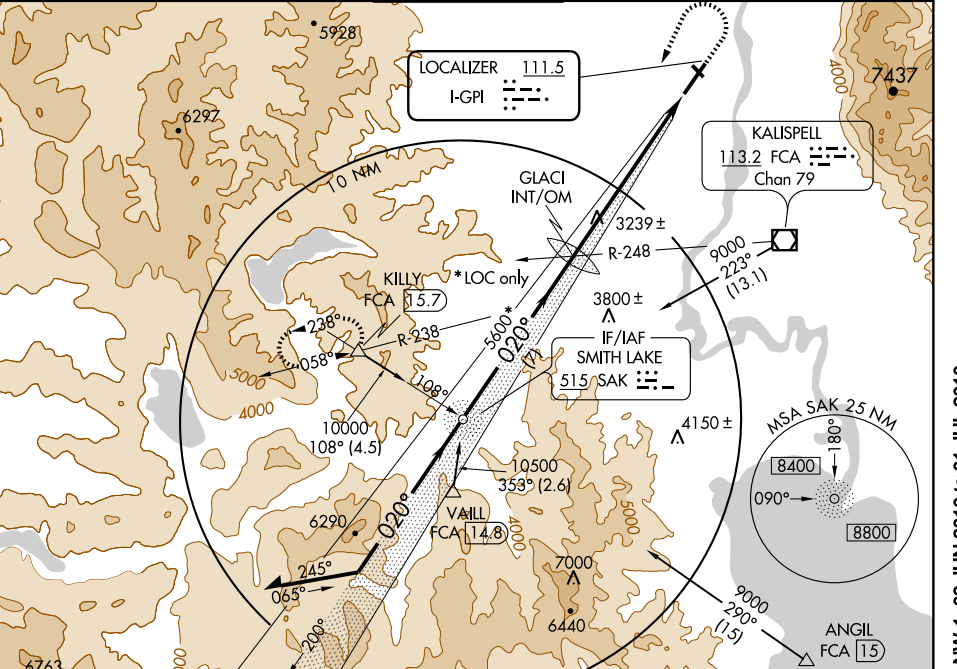 5928
6297
7437
4000
LOCALIZER 111.5
I-GPI
KALISPELL
113.2 FCA
Chan 79
10 NM
GLACI
INT/OM
3239 ±
R-248
9000
223°
(13.1)
*LOC only
KILLY
FCA 15.7
238°
R-238
058°
5600*
020°
(7)
3800 ±
IF/IAF
SMITH LAKE
515 SAK
5000
4000
108°
10000
108° (4.5)
4150 ±
MSA SAK 25 NM
180°
8400
090°
8800
10500
353° (2.6)
VAILL
FCA 14.8
020°
6290
4000
5000
245°
065°
200°
7000
6440
9000
290°
(15)
ANGIL
FCA 15
6763